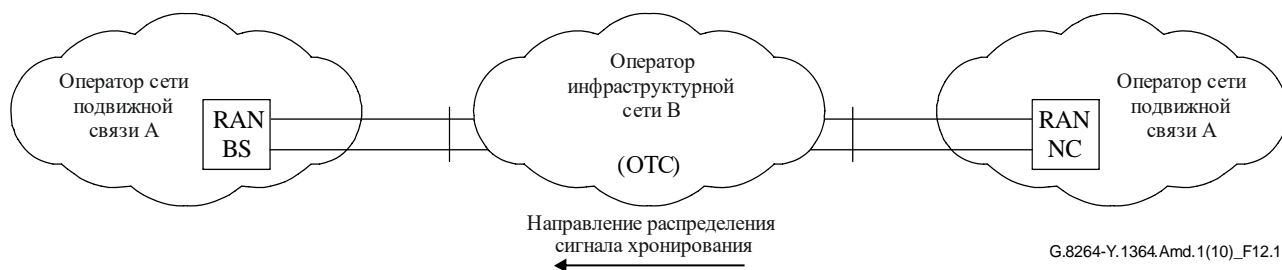 Оператор сети
подвижной
связи А
RAN
BS
Оператор
инфраструктурной
сети В
(ОТС)
Оператор сети
подвижной
связи А
RAN
NC
Направление распределения
сигнала хронирования
G.8264-Y.1364.Amd.1(10)_F12.1